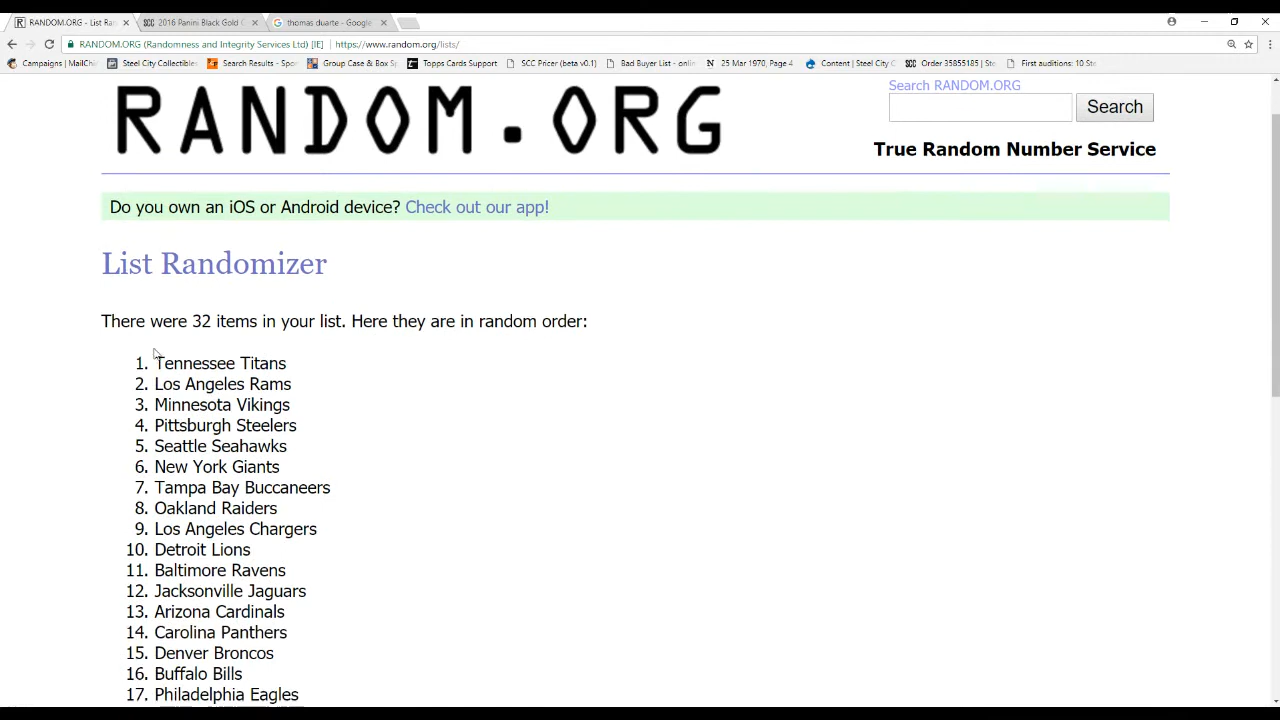 RANDOM.ORG - List Ra
SCC 2016 Panini Black Gold
thomas duarte - Google
RANDOM.ORG (Randomness and Integrity Services Ltd) [IE] https://www.random.org/lists/
Campaigns | MailChi
Steel City Collectibles
Search Results - Spo
Group Case & Box S
Topps Cards Support
SCC Pricer (beta v0.1)
Bad Buyer List - onlin
25 Mar 1970, Page 4
Content | Steel City C
SCC Order 35855185 | Ste
First auditions: 10 St
Search RANDOM.ORG
RANDOM.ORG
Search
True Random Number Service
Do you own an iOS or Android device? Check out our app!
List Randomizer
There were 32 items in your list. Here they are in random order:
1. Tennessee Titans
2. Los Angeles Rams
3. Minnesota Vikings
4. Pittsburgh Steelers
5. Seattle Seahawks
6. New York Giants
7. Tampa Bay Buccaneers
8. Oakland Raiders
9. Los Angeles Chargers
10. Detroit Lions
11. Baltimore Ravens
12. Jacksonville Jaguars
13. Arizona Cardinals
14. Carolina Panthers
15. Denver Broncos
16. Buffalo Bills
17. Philadelphia Eagles